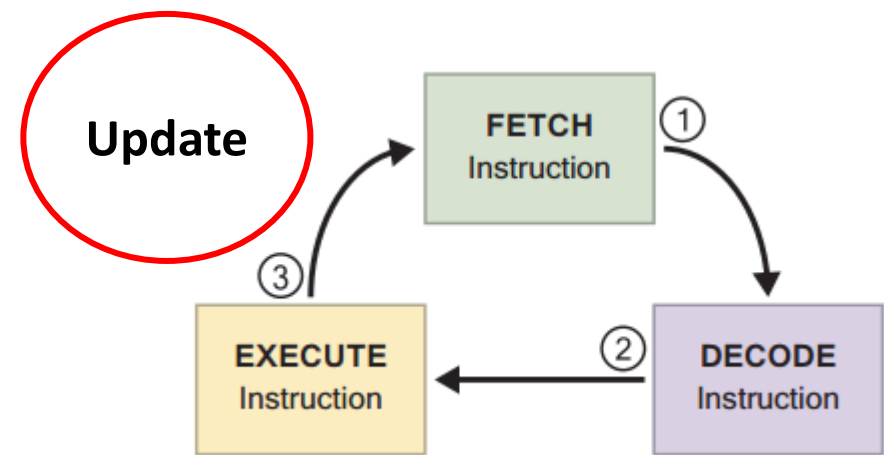 Update
FETCH
Instruction
1
3
EXECUTE
Instruction
2
DECODE
Instruction